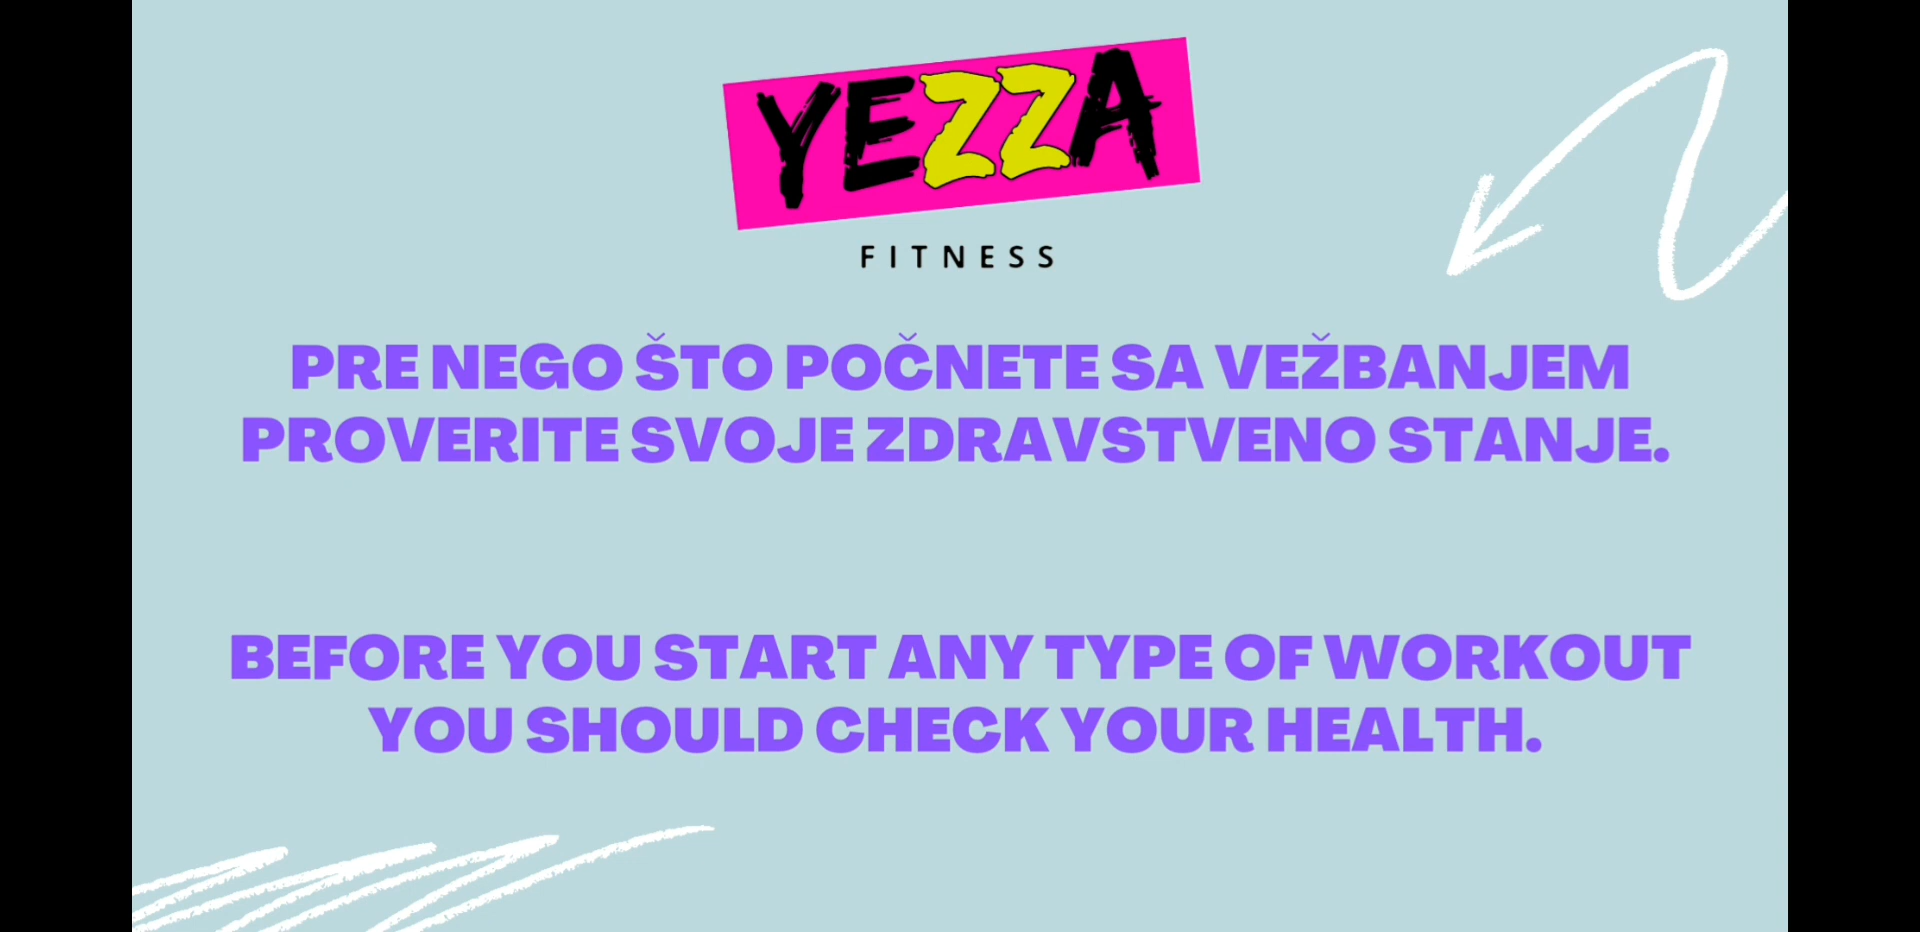 YEZZA
FITNESS
PRE NEGO ŠTO POČNETE SA VEŽBANJEM
PROVERITE SVOJE ZDRAVSTVENO STANJE.
BEFORE YOU START ANY TYPE OF WORKOUT
YOU SHOULD CHECK YOUR HEALTH.